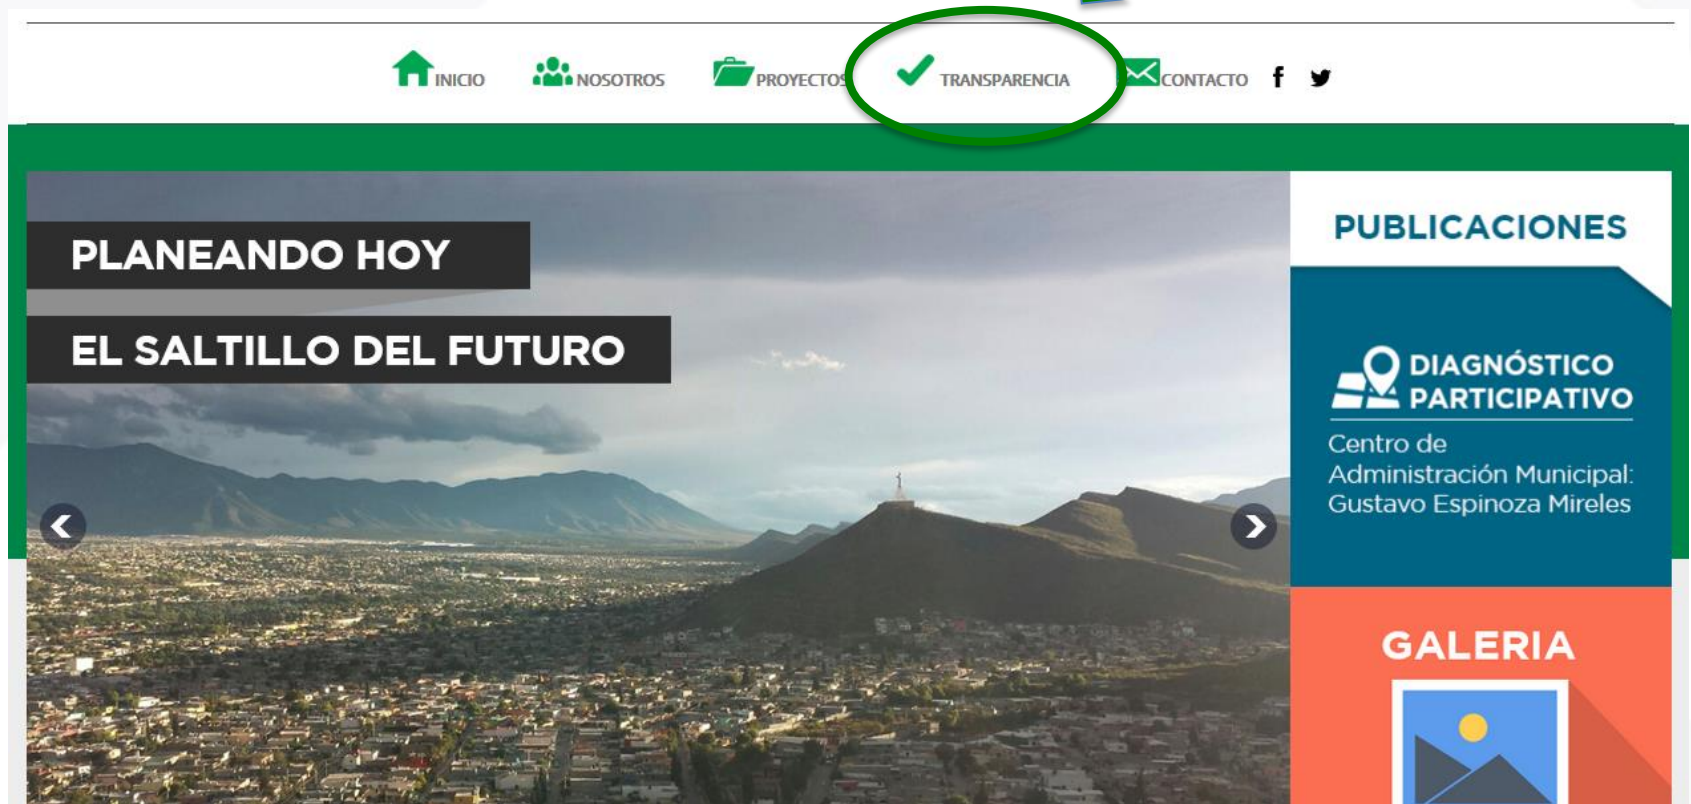 INICIO NOSOTROS PROYECTOS TRANSPARENCIA CONTACTO
PLANEANDO HOY
EL SALTILLO DEL FUTURO
PUBLICACIONES
DIAGNÓSTICO
PARTICIPATIVO
Centro de
Administración Municipal:
Gustavo Espinoza Mireles
GALERIA